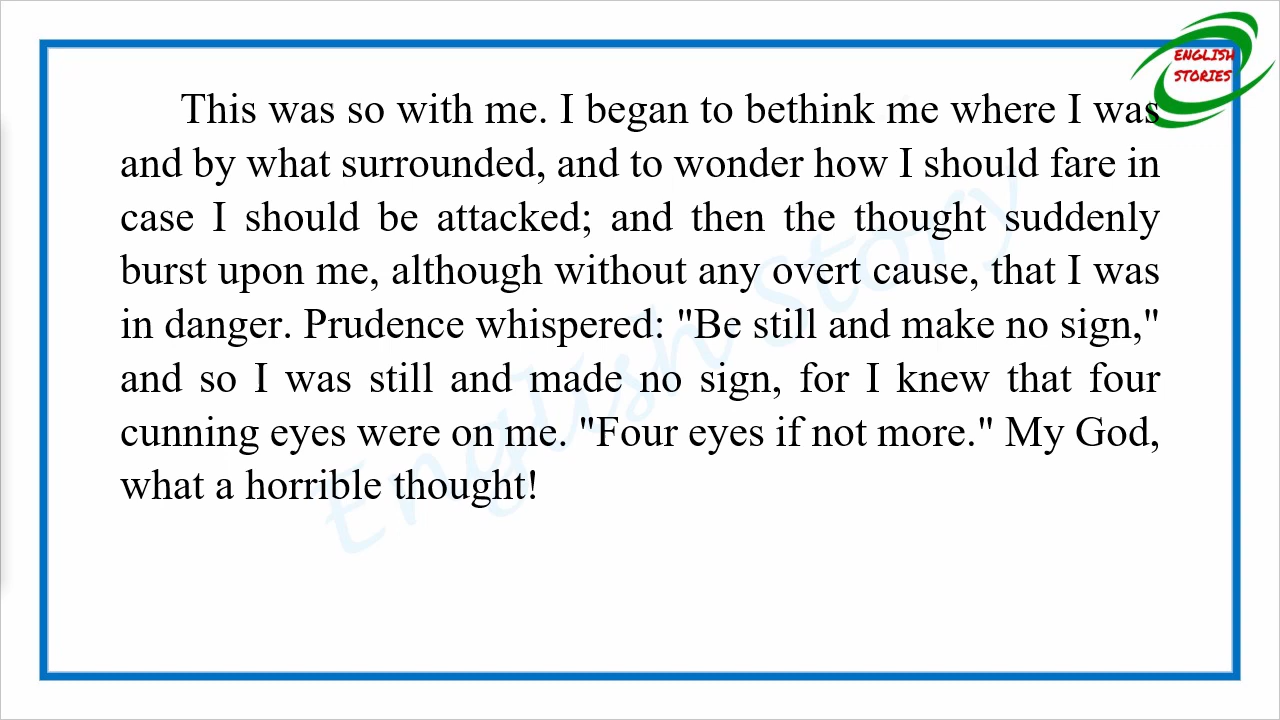 ENGLISH
STORIES
This was so with me. I began to bethink me where I was
and by what surrounded, and to wonder how I should fare in
case I should be attacked; and then the thought suddenly
burst upon me, although without any overt cause, that I was
in danger. Prudence whispered: "Be still and make no sign,"
and so I was still and made no sign, for I knew that four
cunning eyes were on me. "Four eyes if not more." My God,
what a horrible thought!
English Story